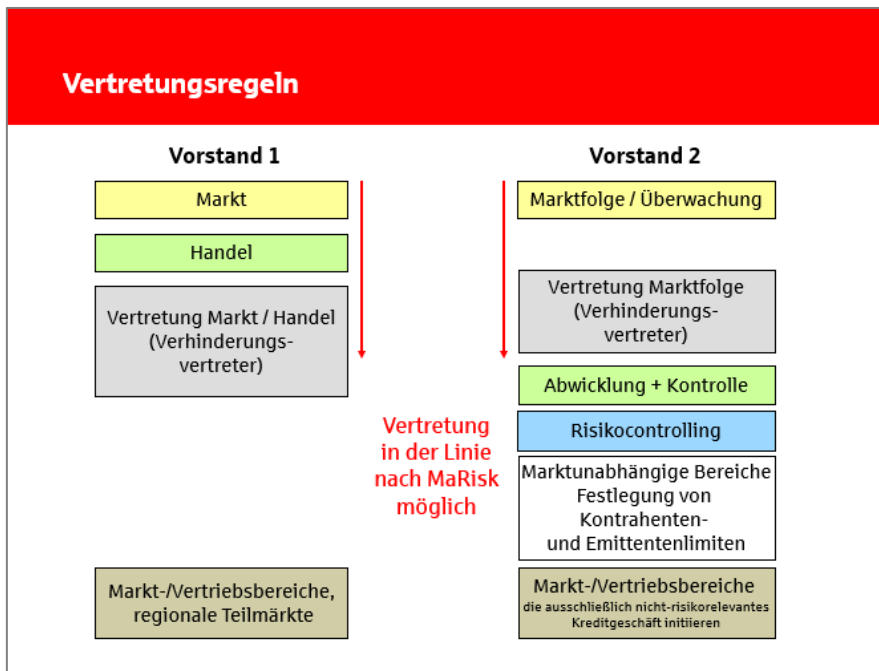 Vertretungsregeln
Vorstand 1
Markt
Handel
Vertretung Markt / Handel
(Verhinderungs-
vertreter)
Vertretung
in der Linie
nach MaRisk
möglich
Markt-/Vertriebsbereiche,
regionale Teilmärkte
Vorstand 2
Marktfolge / Überwachung
Vertretung Marktfolge
(Verhinderungs-
vertreter)
Abwicklung + Kontrolle
Risikocontrolling
Marktunabhängige Bereiche
Festlegung von
Kontrahenten-
und Emittentenlimiten
Markt-/Vertriebsbereiche
die ausschließlich nicht-risikorelevantes
Kreditgeschäft initiieren